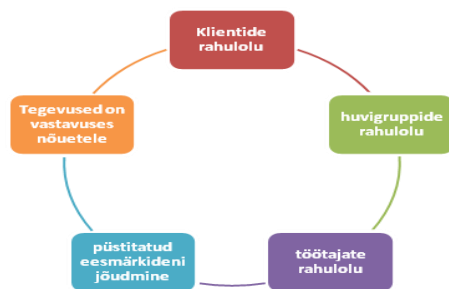 Klientide
rahulolu
huvigruppide
rahulolu
töötajate
rahulolu
püstitatud
eesmärkideni
jõudmine
Tegevused on
vastavuses
nõuetele